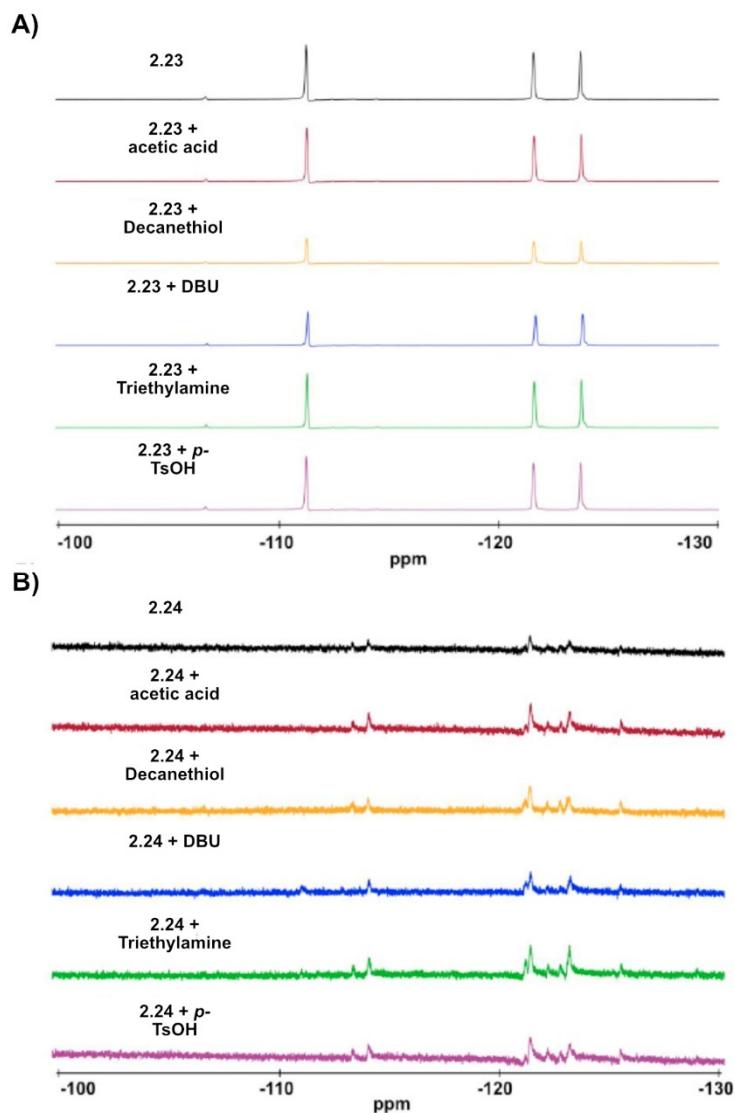 A)
2.23
2.23 +
acetic acid
2.23 +
Decanethiol
2.23 + DBU
2.23 +
Triethylamine
2.23 + p-
TsOH
-100 -110 -120 -130
ppm
B)
2.24
2.24 +
acetic acid
2.24 +
Decanethiol
2.24 + DBU
2.24 +
Triethylamine
2.24 + p-
TsOH
-100 -110 -120 -130
ppm